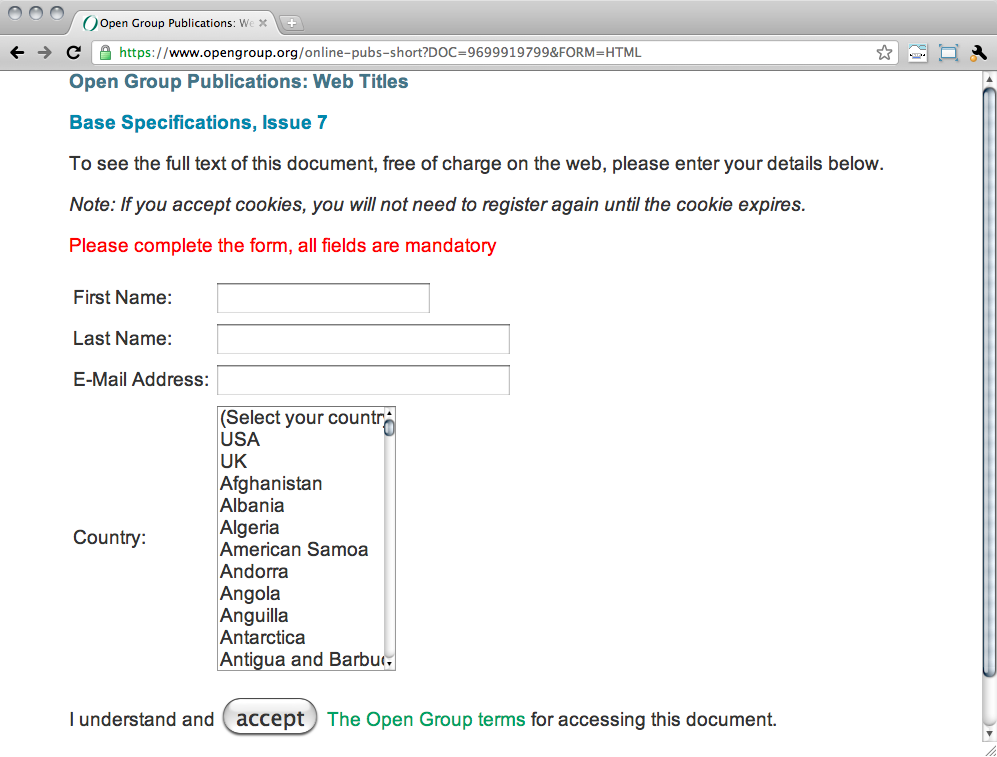 Open Group Publications: We
https://www.opengroup.org/online-pubs-short?DOC=9699919799&FORM=HTML
Open Group Publications: Web Titles
Base Specifications, Issue 7
To see the full text of this document, free of charge on the web, please enter your details below.
Note: If you accept cookies, you will not need to register again until the cookie expires.
Please complete the form, all fields are mandatory
First Name:
Last Name:
E-Mail Address:
Country:
(Select your country
USA
UK
Afghanistan
Albania
Algeria
American Samoa
Andorra
Angola
Anguilla
Antarctica
Antigua and Barbud
I understand and accept The Open Group terms for accessing this document.